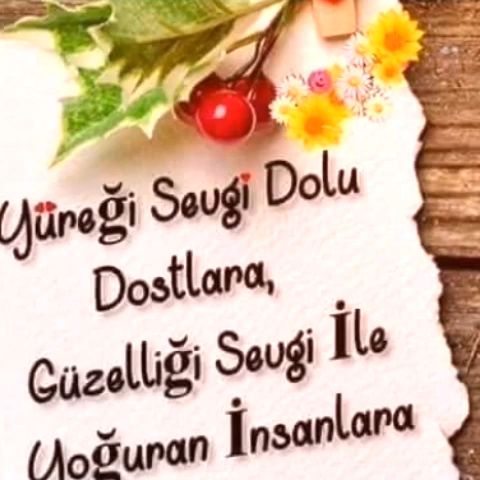 Yüreği Sevgi Dolu
Dostlara,
Güzelliği Sevgi İle
Yoğuran İnsanlara